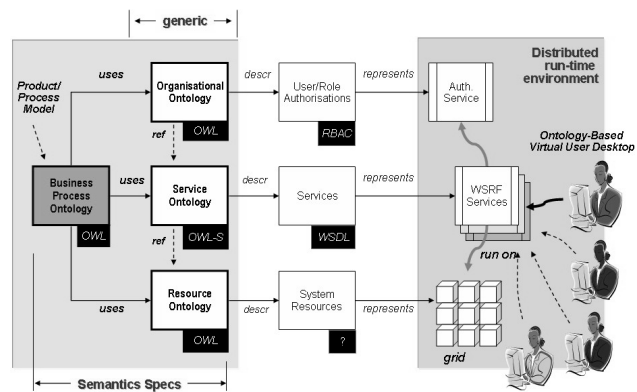 generic
Distributed
run-time
environment
Product/
Process
Model
uses
Organisational
Ontology
OWL
descr
User/Role
Authorisations
RBAC
represents
Auth.
Service
ref
Ontology-Based
Virtual User Desktop
Business
Process
Ontology
OWL
uses
Service
Ontology
OWL-S
descr
Services
WSDL
represents
WSRF
Services
ref
run on
uses
Resource
Ontology
OWL
descr
System
Resources
?
represents
grid
Semantics Specs